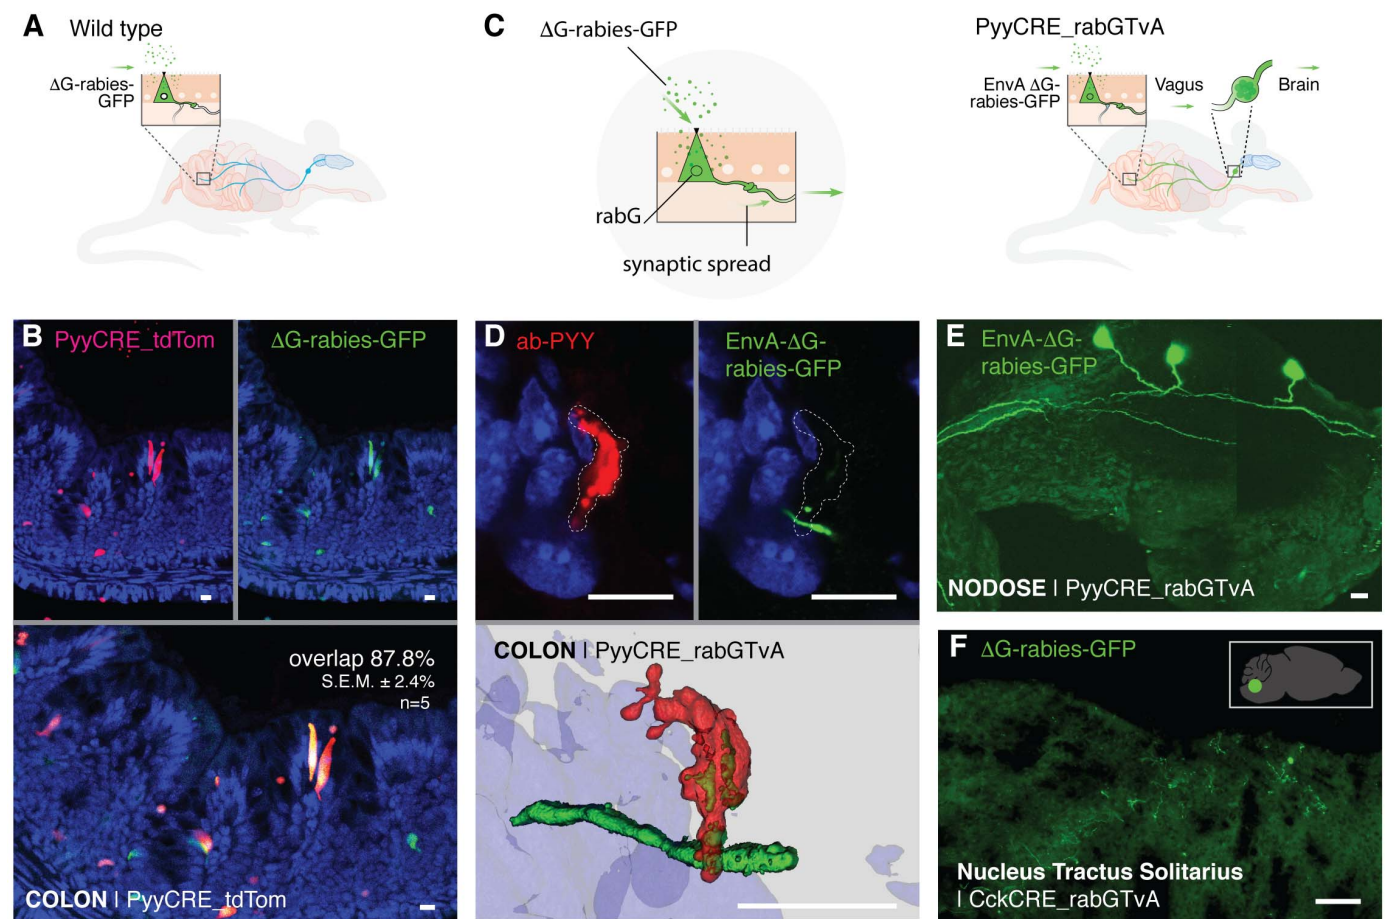 A Wild type
ΔG-rabies-
GFP
C
ΔG-rabies-GFP
rabG
synaptic spread
PyyCRE_rabGTvA
EnvA ΔG-
rabies-GFP
Vagus
Brain
B PyyCRE_tdTom
ΔG-rabies-GFP
overlap 87.8%
S.E.M. ± 2.4%
n=5
COLON | PyyCRE_tdTom
D ab-PYY
EnvA-ΔG-
rabies-GFP
COLON | PyyCRE_rabGTvA
E EnvA-ΔG-
rabies-GFP
NODOSE | PyyCRE_rabGTvA
F ΔG-rabies-GFP
Nucleus Tractus Solitarius
| CckCRE_rabGTvA